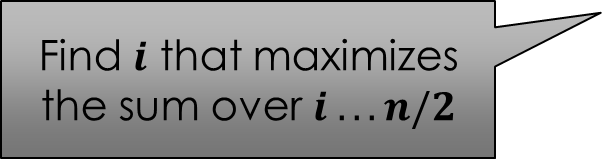 Find i that maximizes
the sum over i … n/2